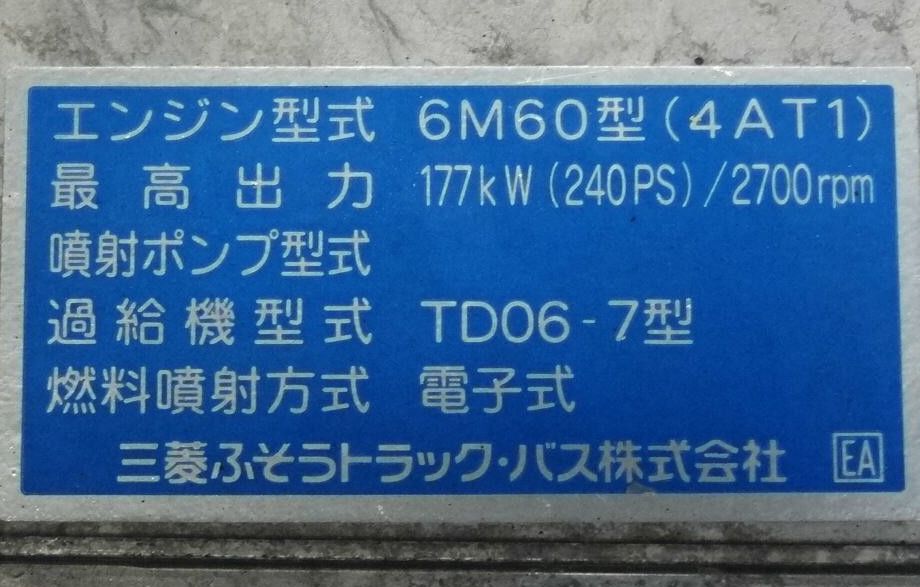 エンジン型式 6M60型(4AT1)
最高出力 177kW(240PS)/2700rpm
噴射ポンプ型式
過給機型式 TD06-7型
燃料噴射方式 電子式
三菱ふそうトラック・バス株式会社 EA